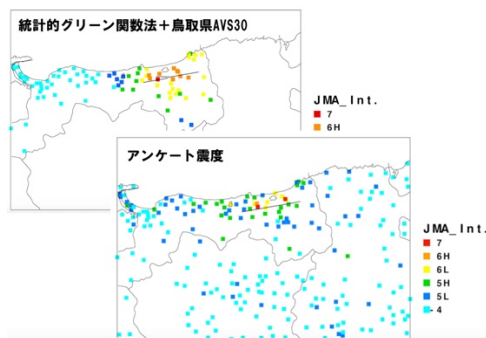 統計的グリーン関数法＋鳥取県AVS30
JMA_Int.
7
6H
アンケート震度
JMA_Int.
7
6H
6L
5H
5L
-4